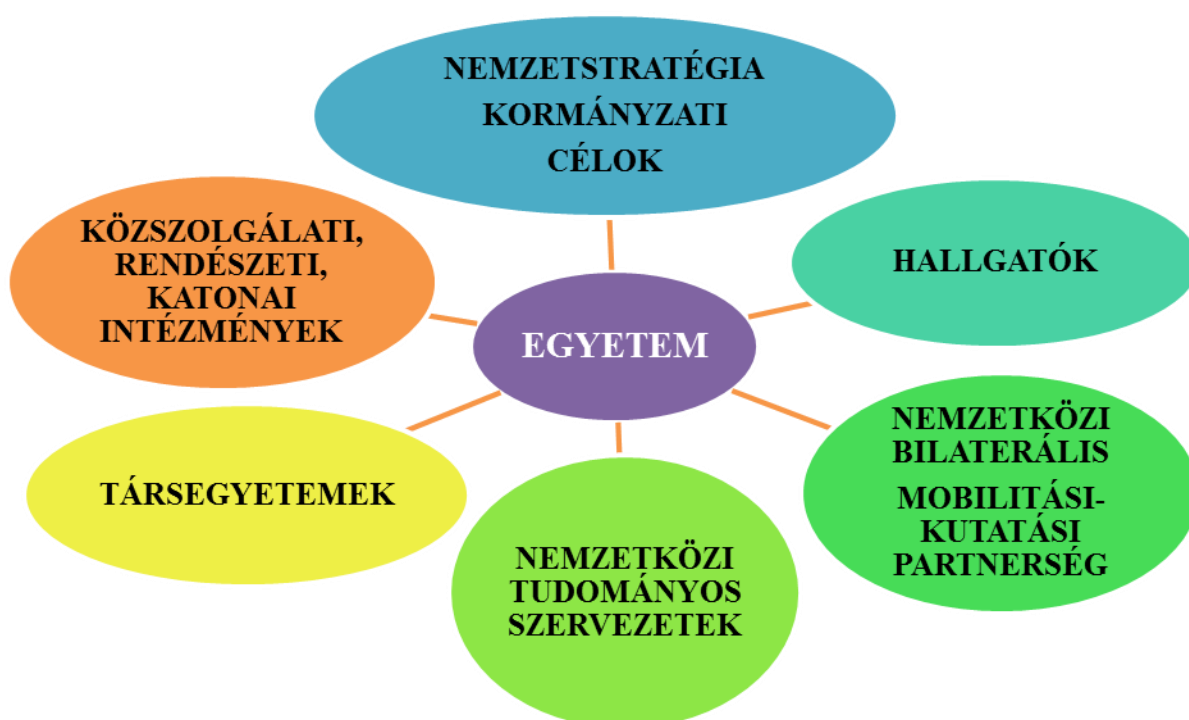 NEMZETSTRATÉGIA
KORMÁNYZATI
CÉLOK
KÖZSZOLGÁLATI,
RENDÉSZETI,
KATONAI
INTÉZMÉNYEK
HALLGATÓK
EGYETEM
TÁRSEGYETEMEK
NEMZETKÖZI
BILATERÁLIS
MOBILITÁSI-
KUTATÁSI
PARTNERSÉG
NEMZETKÖZI
TUDOMÁNYOS
SZERVEZETEK